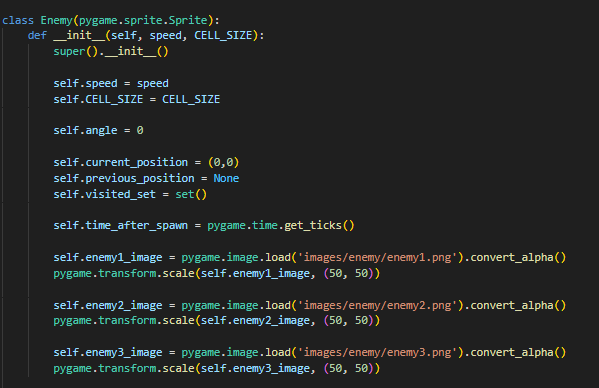 class Enemy(pygame.sprite.Sprite):
    def __init__(self, speed, CELL_SIZE):
        super().__init__()

        self.speed = speed
        self.CELL_SIZE = CELL_SIZE

        self.angle = 0

        self.current_position = (0,0)
        self.previous_position = None
        self.visited_set = set()

        self.time_after_spawn = pygame.time.get_ticks()

        self.enemy1_image = pygame.image.load('images/enemy/enemy1.png').convert_alpha()
        pygame.transform.scale(self.enemy1_image, (50, 50))

        self.enemy2_image = pygame.image.load('images/enemy/enemy2.png').convert_alpha()
        pygame.transform.scale(self.enemy2_image, (50, 50))

        self.enemy3_image = pygame.image.load('images/enemy/enemy3.png').convert_alpha()
        pygame.transform.scale(self.enemy3_image, (50, 50))